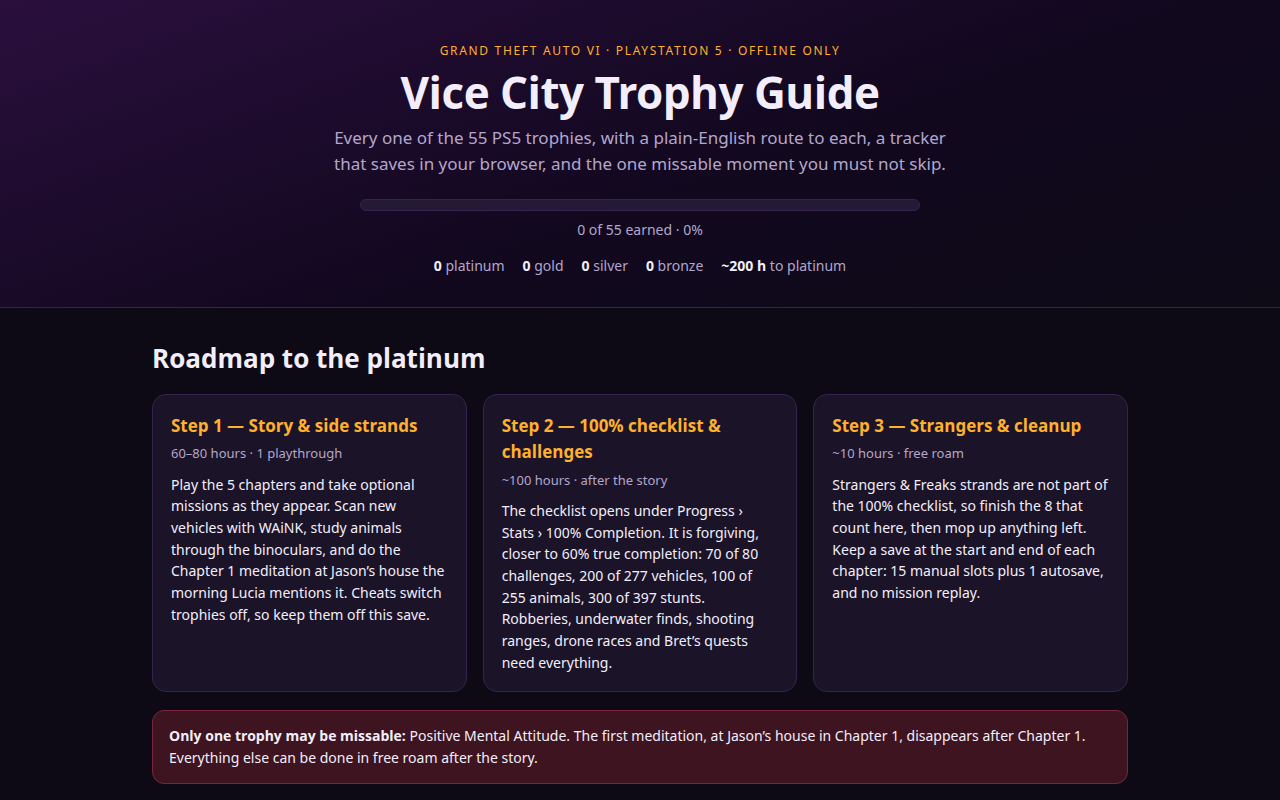 GRAND THEFT AUTO VI · PLAYSTATION 5 · OFFLINE ONLY
Vice City Trophy Guide
Every one of the 55 PS5 trophies, with a plain-English route to each, a tracker
that saves in your browser, and the one missable moment you must not skip.
0 of 55 earned · 0%
0 platinum 0 gold 0 silver 0 bronze ~200 h to platinum
Roadmap to the platinum
Step 1 — Story & side strands
60–80 hours · 1 playthrough
Play the 5 chapters and take optional
missions as they appear. Scan new
vehicles with WAiNK, study animals
through the binoculars, and do the
Chapter 1 meditation at Jason’s house the
morning Lucia mentions it. Cheats switch
trophies off, so keep them off this save.
Step 2 — 100% checklist &
challenges
~100 hours · after the story
The checklist opens under Progress ›
Stats › 100% Completion. It is forgiving,
closer to 60% true completion: 70 of 80
challenges, 200 of 277 vehicles, 100 of
255 animals, 300 of 397 stunts.
Robberies, underwater finds, shooting
ranges, drone races and Bret’s quests
need everything.
Step 3 — Strangers & cleanup
~10 hours · free roam
Strangers & Freaks strands are not part of
the 100% checklist, so finish the 8 that
count here, then mop up anything left.
Keep a save at the start and end of each
chapter: 15 manual slots plus 1 autosave,
and no mission replay.
Only one trophy may be missable: Positive Mental Attitude. The first meditation, at Jason’s house in Chapter 1, disappears after Chapter 1.
Everything else can be done in free roam after the story.